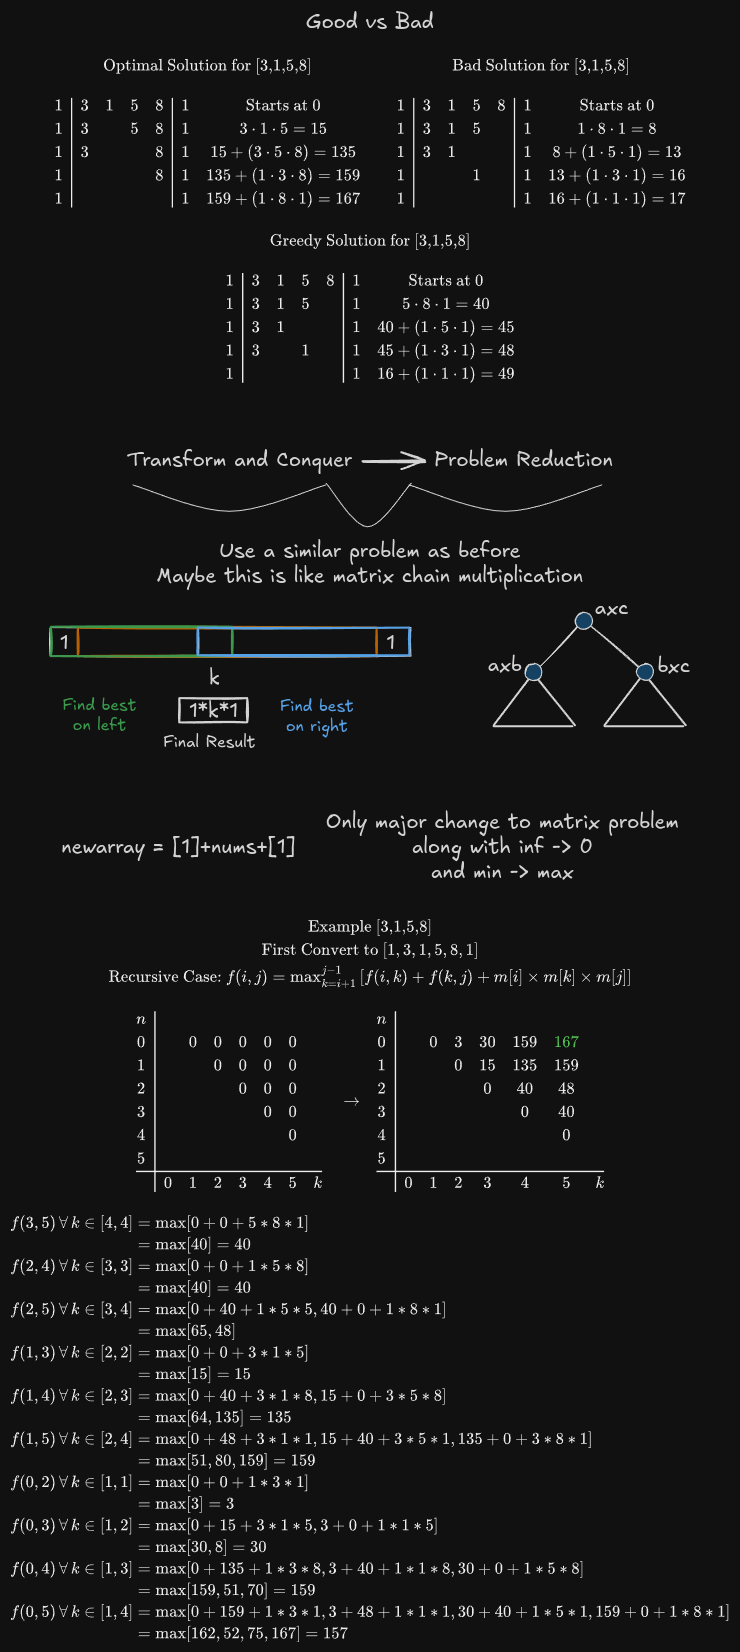 Good vs Bad
Optimal Solution for [3,1,5,8]
1 | 3 1 5 8 | 1 Starts at 0
1 | 3 5 8 | 1 3 · 1 · 5 = 15
1 | 3 8 | 1 15 + (3 · 5 · 8) = 135
1 | 8 | 1 135 + (1 · 3 · 8) = 159
1 | | 1 159 + (1 · 8 · 1) = 167
Bad Solution for [3,1,5,8]
1 | 3 1 5 8 | 1 Starts at 0
1 | 3 1 5 | 1 1 · 8 · 1 = 8
1 | 3 1 | 1 8 + (1 · 5 · 1) = 13
1 | 1 | 1 13 + (1 · 3 · 1) = 16
1 | | 1 16 + (1 · 1 · 1) = 17
Greedy Solution for [3,1,5,8]
1 | 3 1 5 8 | 1 Starts at 0
1 | 3 1 5 | 1 5 · 8 · 1 = 40
1 | 3 1 | 1 40 + (1 · 5 · 1) = 45
1 | 3 1 | 1 45 + (1 · 3 · 1) = 48
1 | | 1 16 + (1 · 1 · 1) = 49
Transform and Conquer → Problem Reduction
Use a similar problem as before
Maybe this is like matrix chain multiplication
1 1
k
Find best
on left
1*k*1
Final Result
Find best
on right
axc
axb bxc
newarray = [1]+nums+[1]
Only major change to matrix problem
along with inf -> 0
and min -> max
Example [3,1,5,8]
First Convert to [1, 3, 1, 5, 8, 1]
Recursive Case: f(i, j) = max_{k=i+1}^{j−1} [f(i, k) + f(k, j) + m[i] × m[k] × m[j]]
n
0 0 0 0 0 0
1 0 0 0 0
2 0 0 0
3 0 0
4 0
5
0 1 2 3 4 5 k
→
n
0 0 3 30 159 167
1 0 15 135 159
2 0 40 48
3 0 40
4 0
5
0 1 2 3 4 5 k
f(3, 5) ∀ k ∈ [4, 4] = max[0 + 0 + 5 ∗ 8 ∗ 1]
= max[40] = 40
f(2, 4) ∀ k ∈ [3, 3] = max[0 + 0 + 1 ∗ 5 ∗ 8]
= max[40] = 40
f(2, 5) ∀ k ∈ [3, 4] = max[0 + 40 + 1 ∗ 5 ∗ 5, 40 + 0 + 1 ∗ 8 ∗ 1]
= max[65, 48]
f(1, 3) ∀ k ∈ [2, 2] = max[0 + 0 + 3 ∗ 1 ∗ 5]
= max[15] = 15
f(1, 4) ∀ k ∈ [2, 3] = max[0 + 40 + 3 ∗ 1 ∗ 8, 15 + 0 + 3 ∗ 5 ∗ 8]
= max[64, 135] = 135
f(1, 5) ∀ k ∈ [2, 4] = max[0 + 48 + 3 ∗ 1 ∗ 1, 15 + 40 + 3 ∗ 5 ∗ 1, 135 + 0 + 3 ∗ 8 ∗ 1]
= max[51, 80, 159] = 159
f(0, 2) ∀ k ∈ [1, 1] = max[0 + 0 + 1 ∗ 3 ∗ 1]
= max[3] = 3
f(0, 3) ∀ k ∈ [1, 2] = max[0 + 15 + 3 ∗ 1 ∗ 5, 3 + 0 + 1 ∗ 1 ∗ 5]
= max[30, 8] = 30
f(0, 4) ∀ k ∈ [1, 3] = max[0 + 135 + 1 ∗ 3 ∗ 8, 3 + 40 + 1 ∗ 1 ∗ 8, 30 + 0 + 1 ∗ 5 ∗ 8]
= max[159, 51, 70] = 159
f(0, 5) ∀ k ∈ [1, 4] = max[0 + 159 + 1 ∗ 3 ∗ 1, 3 + 48 + 1 ∗ 1 ∗ 1, 30 + 40 + 1 ∗ 5 ∗ 1, 159 + 0 + 1 ∗ 8 ∗ 1]
= max[162, 52, 75, 167] = 157